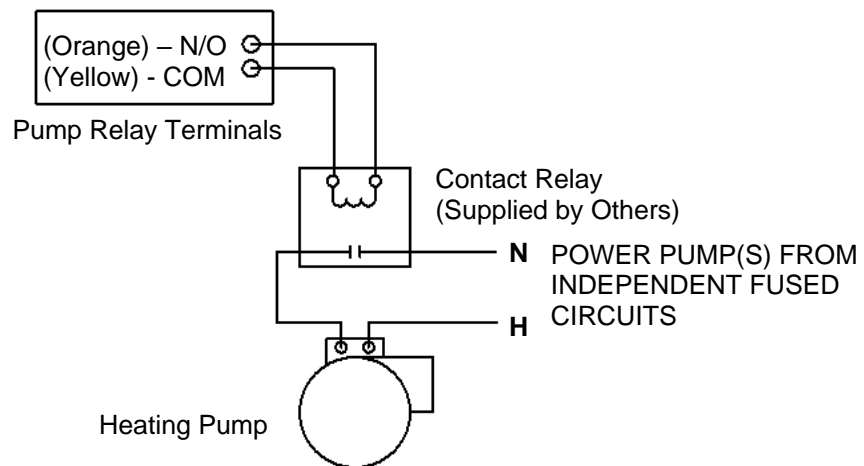 (Orange) – N/O
(Yellow) - COM
Pump Relay Terminals
Contact Relay
(Supplied by Others)
N
POWER PUMP(S) FROM
INDEPENDENT FUSED
CIRCUITS
H
Heating Pump